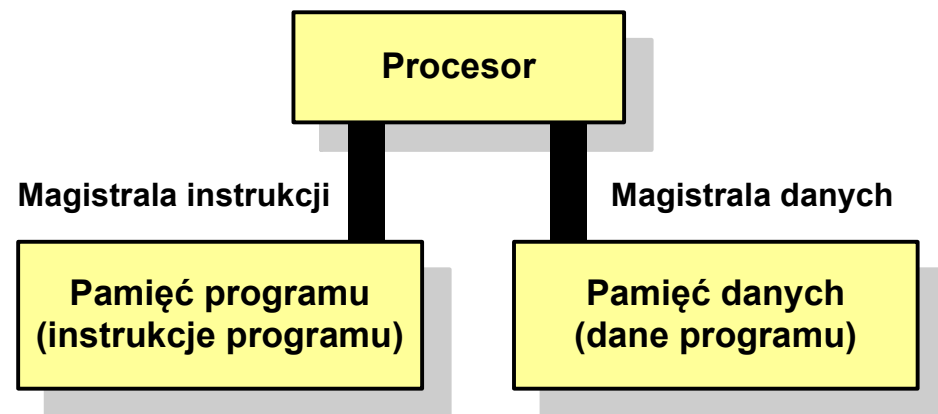 Procesor
Magistrala instrukcji
Magistrala danych
Pamięć programu
(instrukcje programu)
Pamięć danych
(dane programu)